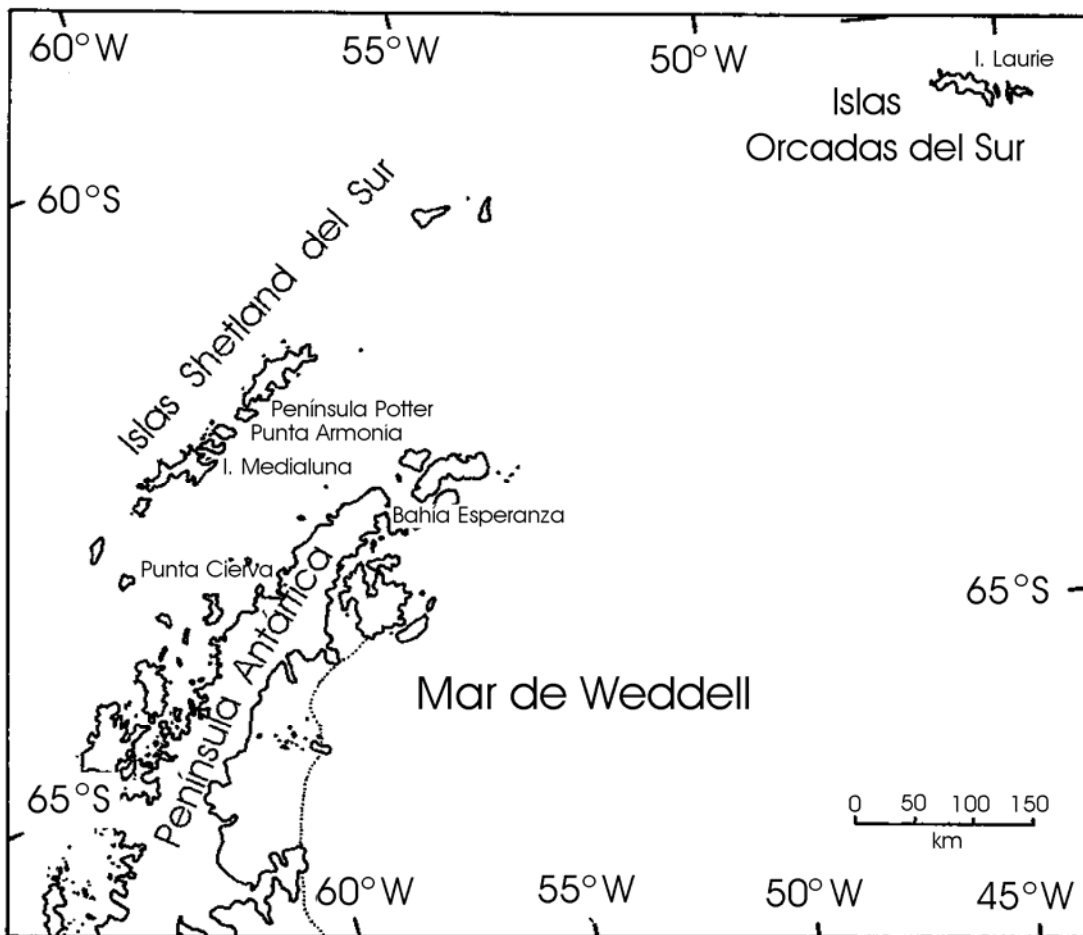 60°W
55°W
50°W
I. Laurie
Islas
Orcadas del Sur
60°S
Islas Shetland del Sur
Península Potter
Punta Armonia
I. Medialuna
Bahía Esperanza
Punta Cierva
Península Antártica
65°S
Mar de Weddell
65°S
0 50 100 150
km
60°W
55°W
50°W
45°W